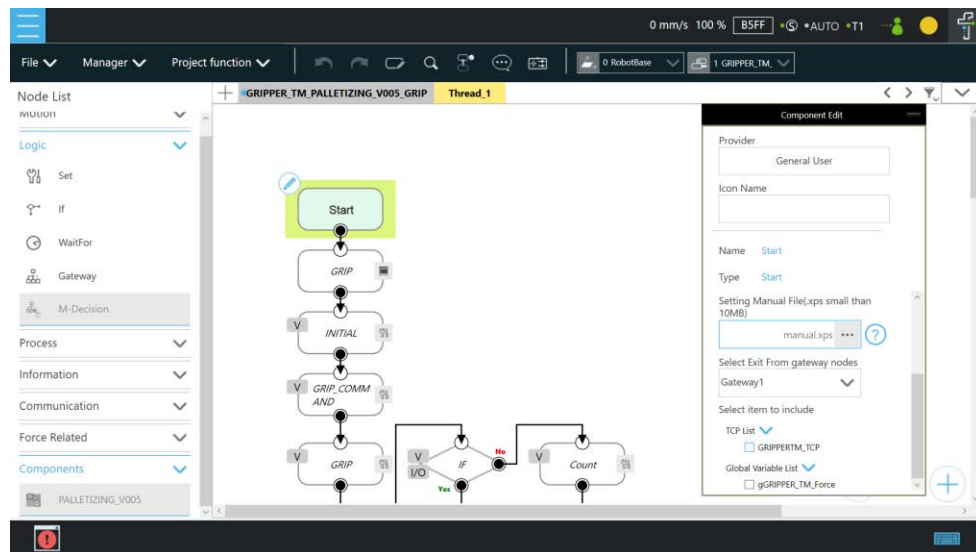 0 mm/s 100 % B5FF S AUTO T1
File Manager Project function 0 RobotBase 1 GRIPPER_TM_
Node List
GRIPPER_TM_PALLETIZING_V005_GRIP Thread_1
Motion
Logic
Set
If
WaitFor
Gateway
M-Decision
Process
Information
Communication
Force Related
Components
PALLETIZING_V005
Start
GRIP
V INITIAL
V GRIP_COMM
AND
V GRIP
V
I/O
IF
No
Yes
V Count
Component Edit
Provider
General User
Icon Name
Name Start
Type Start
Setting Manual File(.xps small than
10MB)
manual.xps ••• ?
Select Exit From gateway nodes
Gateway1
Select item to include
TCP List
GRIPPERTM_TCP
Global Variable List
gGRIPPER_TM_Force